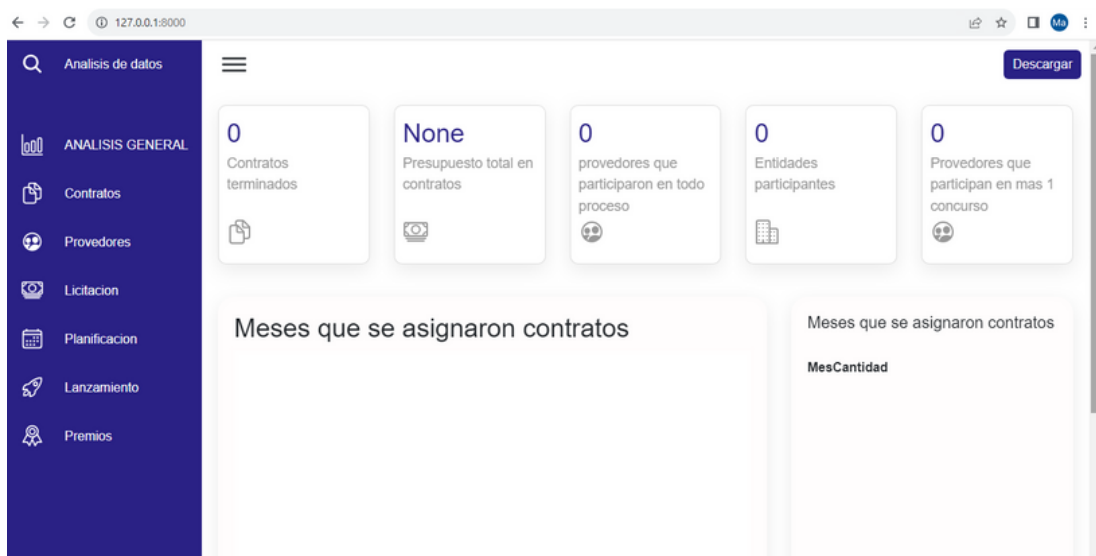 127.0.0.1:8000
Ma
Analisis de datos
Descargar
ANALISIS GENERAL
Contratos
Provedores
Licitacion
Planificacion
Lanzamiento
Premios
0
Contratos
terminados
None
Presupuesto total en
contratos
0
provedores que
participaron en todo
proceso
0
Entidades
participantes
0
Provedores que
participan en mas 1
concurso
Meses que se asignaron contratos
Meses que se asignaron contratos
MesCantidad